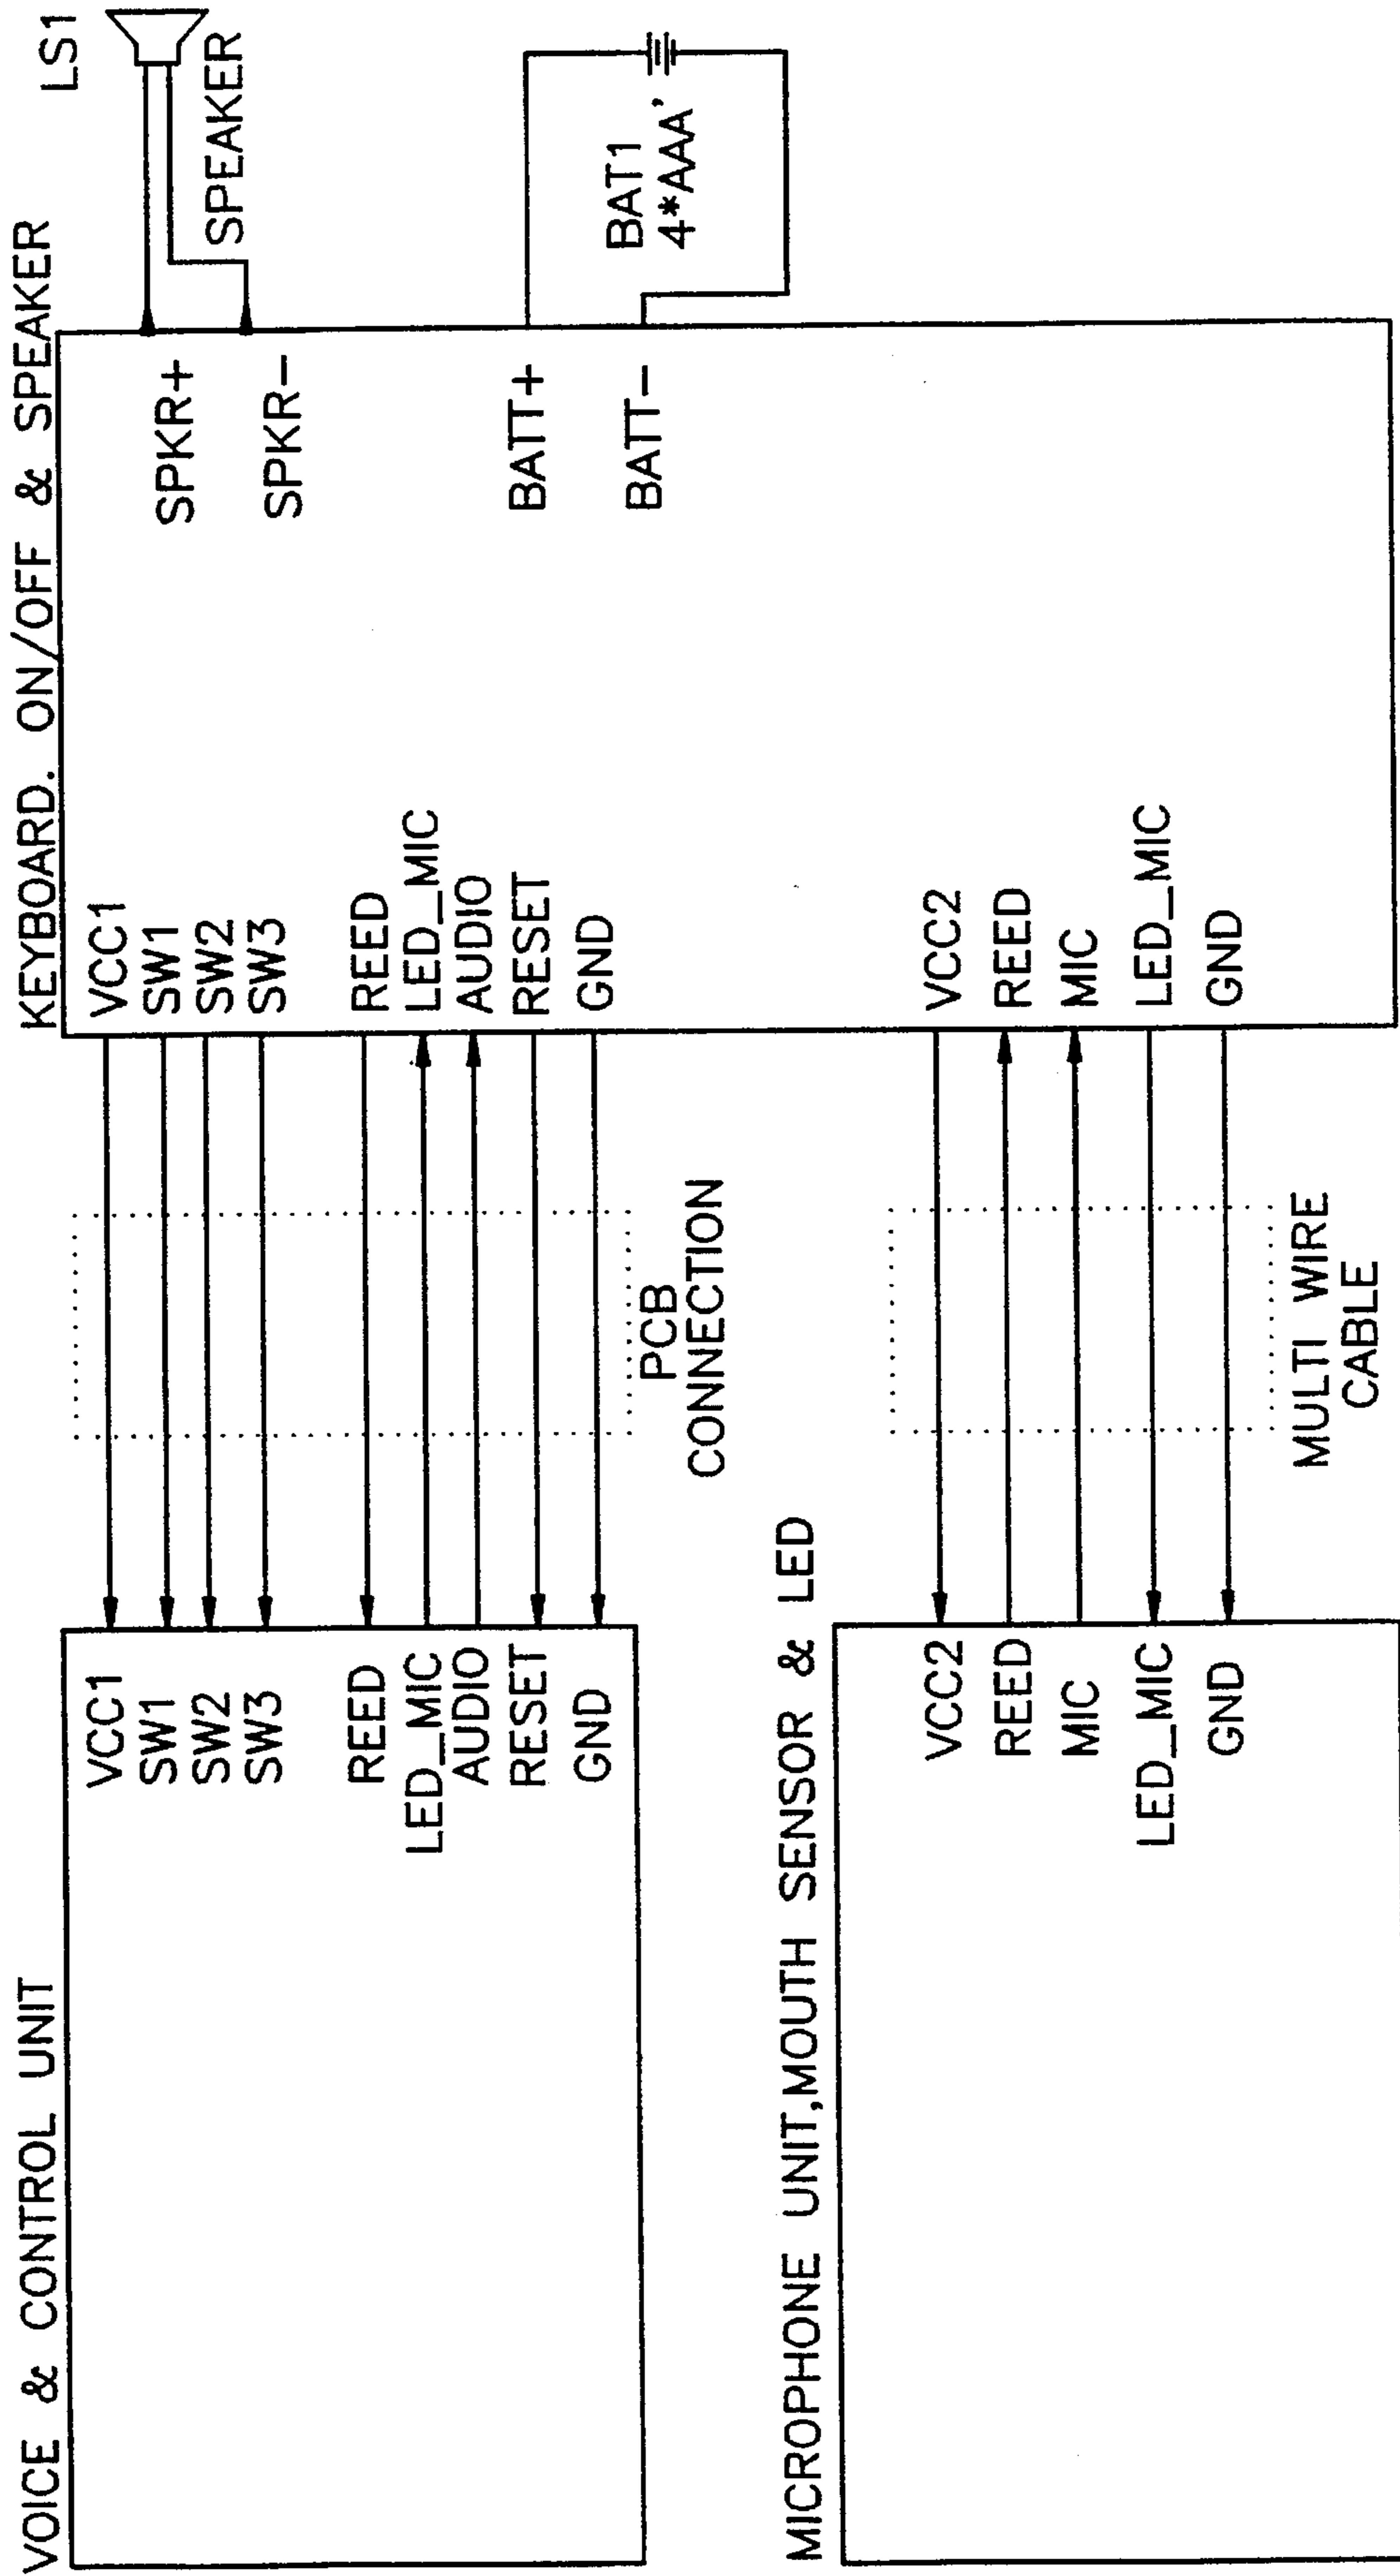 VOICE & CONTROL UNIT
VCC1
SW1
SW2
SW3
REED
LED_MIC
AUDIO
RESET
GND
PCB
CONNECTION
KEYBOARD. ON/OFF & SPEAKER
VCC1
SW1
SW2
SW3
REED
LED_MIC
AUDIO
RESET
GND
SPKR+
SPKR-
BATT+
BATT-
LS1
SPEAKER
BAT1
4*AAA'
MICROPHONE UNIT,MOUTH SENSOR & LED
VCC2
REED
MIC
LED_MIC
GND
MULTI WIRE
CABLE
VCC2
REED
MIC
LED_MIC
GND